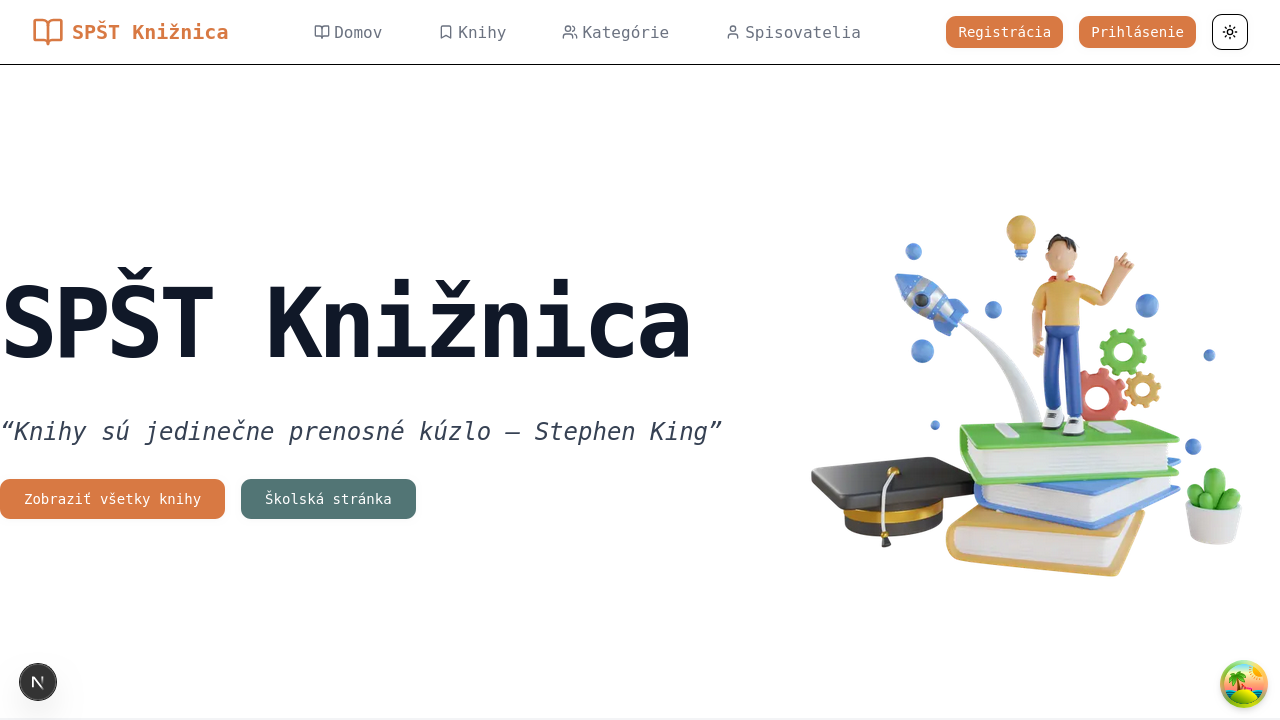 SPŠT Knižnica
Domov
Knihy
Kategórie
Spisovatelia
Registrácia
Prihlásenie
SPŠT Knižnica
“Knihy sú jedinečne prenosné kúzlo — Stephen King”
Zobraziť všetky knihy
Školská stránka
N